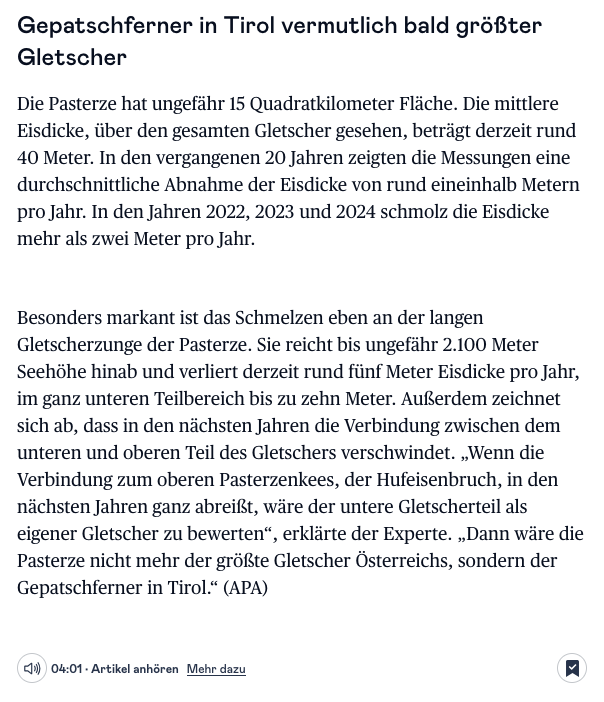 Gepatschferner in Tirol vermutlich bald größter
Gletscher
Die Pasterze hat ungefähr 15 Quadratkilometer Fläche. Die mittlere
Eisdicke, über den gesamten Gletscher gesehen, beträgt derzeit rund
40 Meter. In den vergangenen 20 Jahren zeigten die Messungen eine
durchschnittliche Abnahme der Eisdicke von rund eineinhalb Metern
pro Jahr. In den Jahren 2022, 2023 und 2024 schmolz die Eisdicke
mehr als zwei Meter pro Jahr.
Besonders markant ist das Schmelzen eben an der langen
Gletscherzunge der Pasterze. Sie reicht bis ungefähr 2.100 Meter
Seehöhe hinab und verliert derzeit rund fünf Meter Eisdicke pro Jahr,
im ganz unteren Teilbereich bis zu zehn Meter. Außerdem zeichnet
sich ab, dass in den nächsten Jahren die Verbindung zwischen dem
unteren und oberen Teil des Gletschers verschwindet. „Wenn die
Verbindung zum oberen Pasterzenkees, der Hufeisenbruch, in den
nächsten Jahren ganz abreißt, wäre der untere Gletscherteil als
eigener Gletscher zu bewerten“, erklärte der Experte. „Dann wäre die
Pasterze nicht mehr der größte Gletscher Österreichs, sondern der
Gepatschferner in Tirol.“ (APA)
04:01 · Artikel anhören Mehr dazu